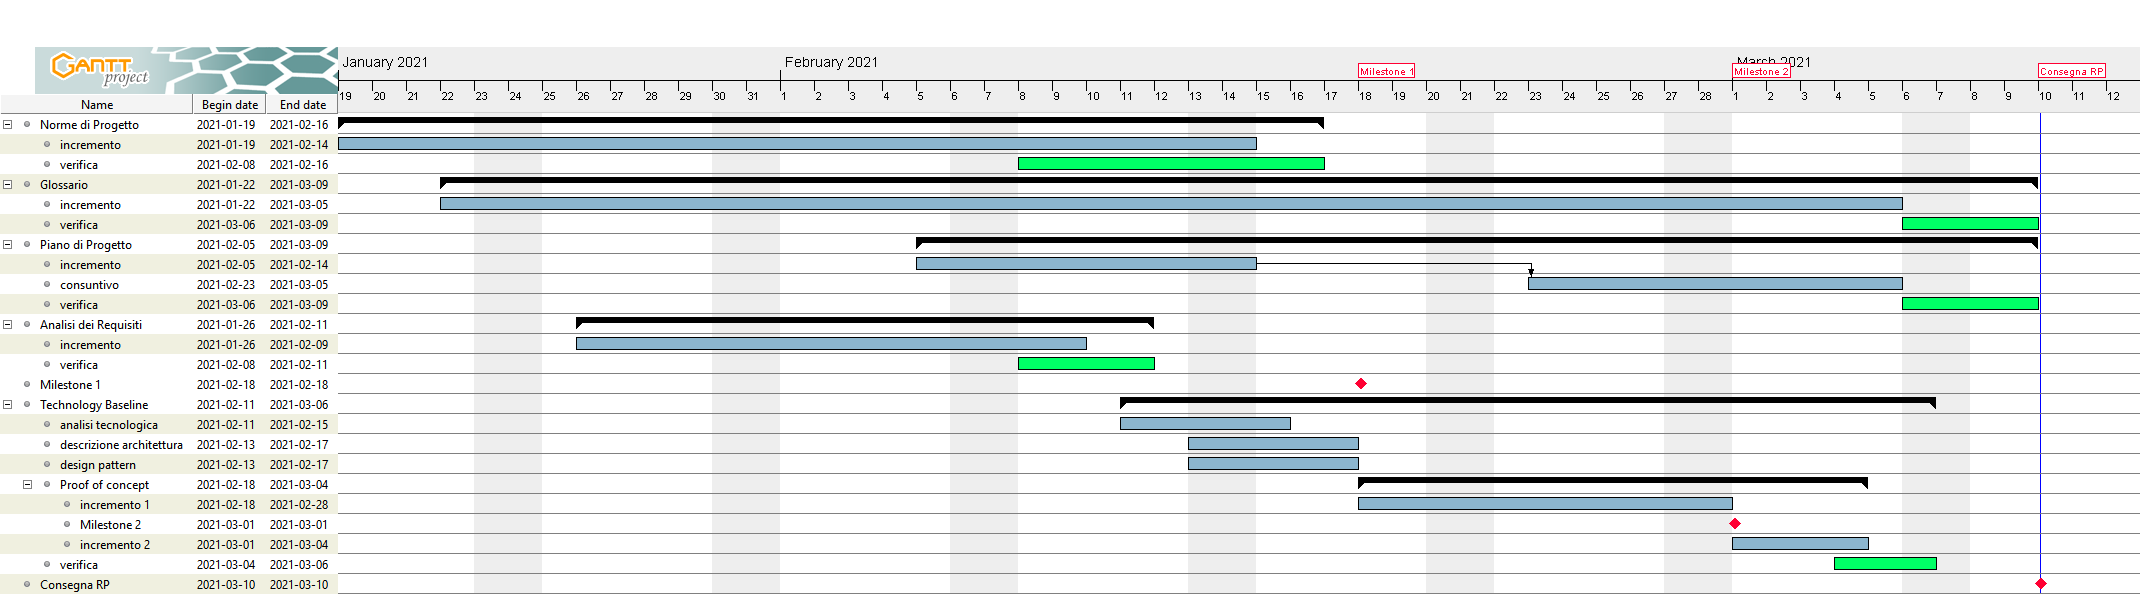 GANTT
project
January 2021 February 2021 March 2021
Milestone 1 Milestone 2 Consegna RP
19 20 21 22 23 24 25 26 27 28 29 30 31 1 2 3 4 5 6 7 8 9 10 11 12 13 14 15 16 17 18 19 20 21 22 23 24 25 26 27 28 1 2 3 4 5 6 7 8 9 10 11 12
Name Begin date End date
Norme di Progetto 2021-01-19 2021-02-16
incremento 2021-01-19 2021-02-14
verifica 2021-02-08 2021-02-16
Glossario 2021-01-22 2021-03-09
incremento 2021-01-22 2021-03-05
verifica 2021-03-06 2021-03-09
Piano di Progetto 2021-02-05 2021-03-09
incremento 2021-02-05 2021-02-14
consuntivo 2021-02-23 2021-03-05
verifica 2021-03-06 2021-03-09
Analisi dei Requisiti 2021-01-26 2021-02-11
incremento 2021-01-26 2021-02-09
verifica 2021-02-08 2021-02-11
Milestone 1 2021-02-18 2021-02-18
Technology Baseline 2021-02-11 2021-03-06
analisi tecnologica 2021-02-11 2021-02-15
descrizione architettura 2021-02-13 2021-02-17
design pattern 2021-02-13 2021-02-17
Proof of concept 2021-02-18 2021-03-04
incremento 1 2021-02-18 2021-02-28
Milestone 2 2021-03-01 2021-03-01
incremento 2 2021-03-01 2021-03-04
verifica 2021-03-04 2021-03-06
Consegna RP 2021-03-10 2021-03-10